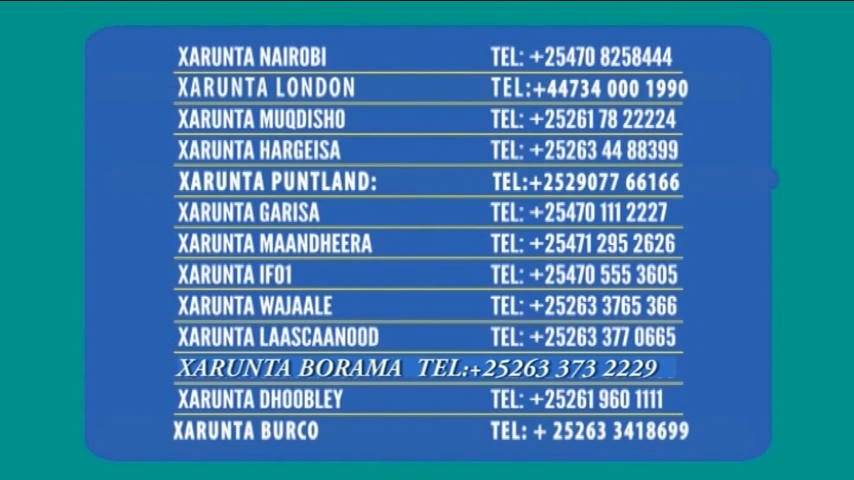 XARUNTA NAIROBI TEL: +25470 8258444
XARUNTA LONDON TEL:+44734 000 1990
XARUNTA MUQDISHO TEL: +25261 78 22224
XARUNTA HARGEISA TEL: +25263 44 88399
XARUNTA PUNTLAND: TEL:+2529077 66166
XARUNTA GARISA TEL: +25470 111 2227
XARUNTA MAANDHEERA TEL: +25471 295 2626
XARUNTA IFO1 TEL: +25470 555 3605
XARUNTA WAJAALE TEL: +25263 3765 366
XARUNTA LAASCAANOOD TEL: +25263 377 0665
XARUNTA BORAMA TEL:+25263 373 2229
XARUNTA DHOOBLEY TEL: +25261 960 1111
XARUNTA BURCO TEL: + 25263 3418699